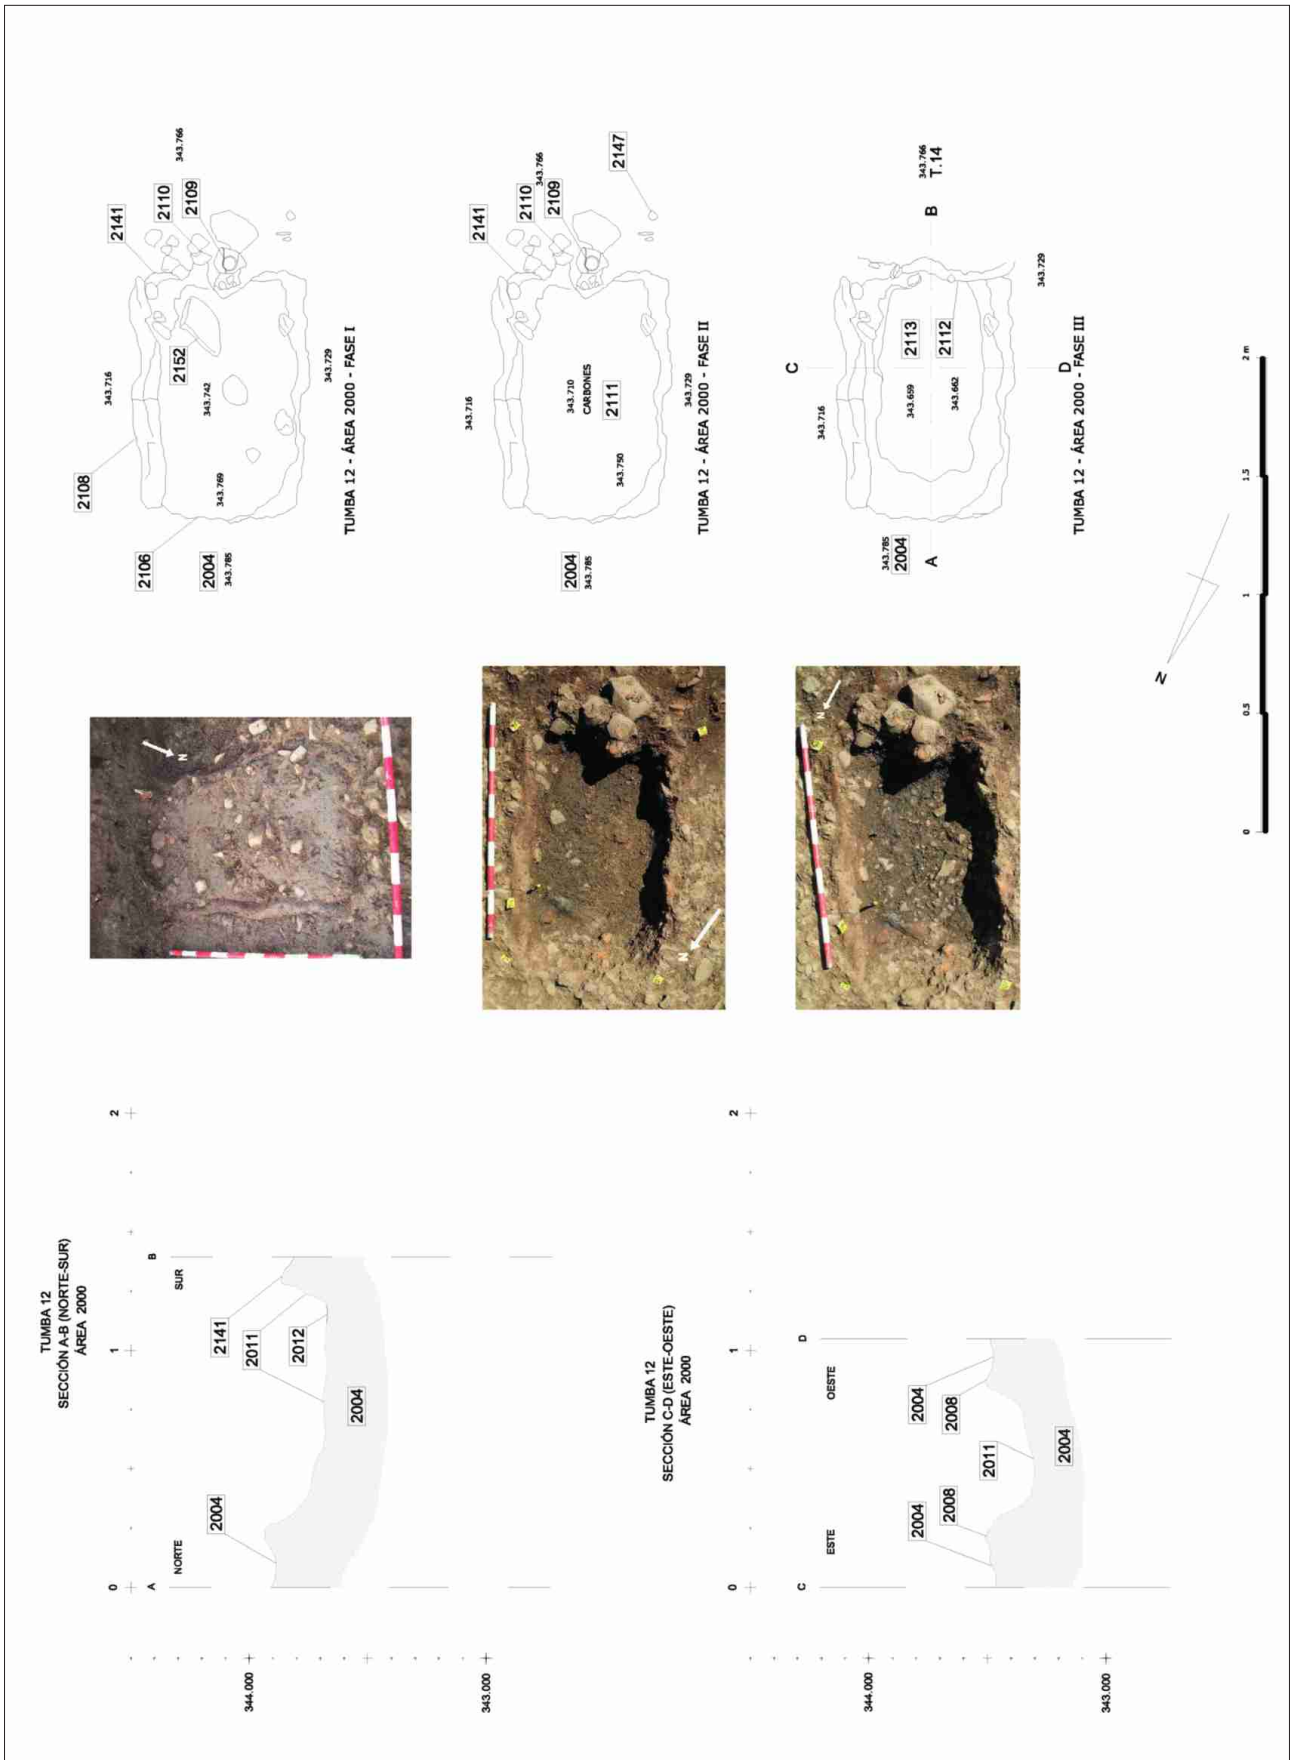 TUMBA 12
SECCIÓN A-B (NORTE-SUR)
ÁREA 2000
0
1
2
A
NORTE
SUR
B
2004
2141
2011
2012
2004
344.000
343.000
TUMBA 12
SECCIÓN C-D (ESTE-OESTE)
ÁREA 2000
0
1
2
C
ESTE
OESTE
D
2004
2008
2004
2008
2011
2004
344.000
343.000
N
N
N
2108
2106
2004
343.785
343.716
343.769
343.742
2152
2141
2110
2109
343.766
343.729
TUMBA 12 - ÁREA 2000 - FASE I
2004
343.785
343.716
343.710
CARBONES
2111
343.750
2141
2110
343.766
2109
2147
343.729
TUMBA 12 - ÁREA 2000 - FASE II
343.785
2004
A
C
343.716
2113
2112
343.659
343.662
B
343.766
T.14
343.729
D
TUMBA 12 - ÁREA 2000 - FASE III
N
0
0.5
1
1.5
2 m